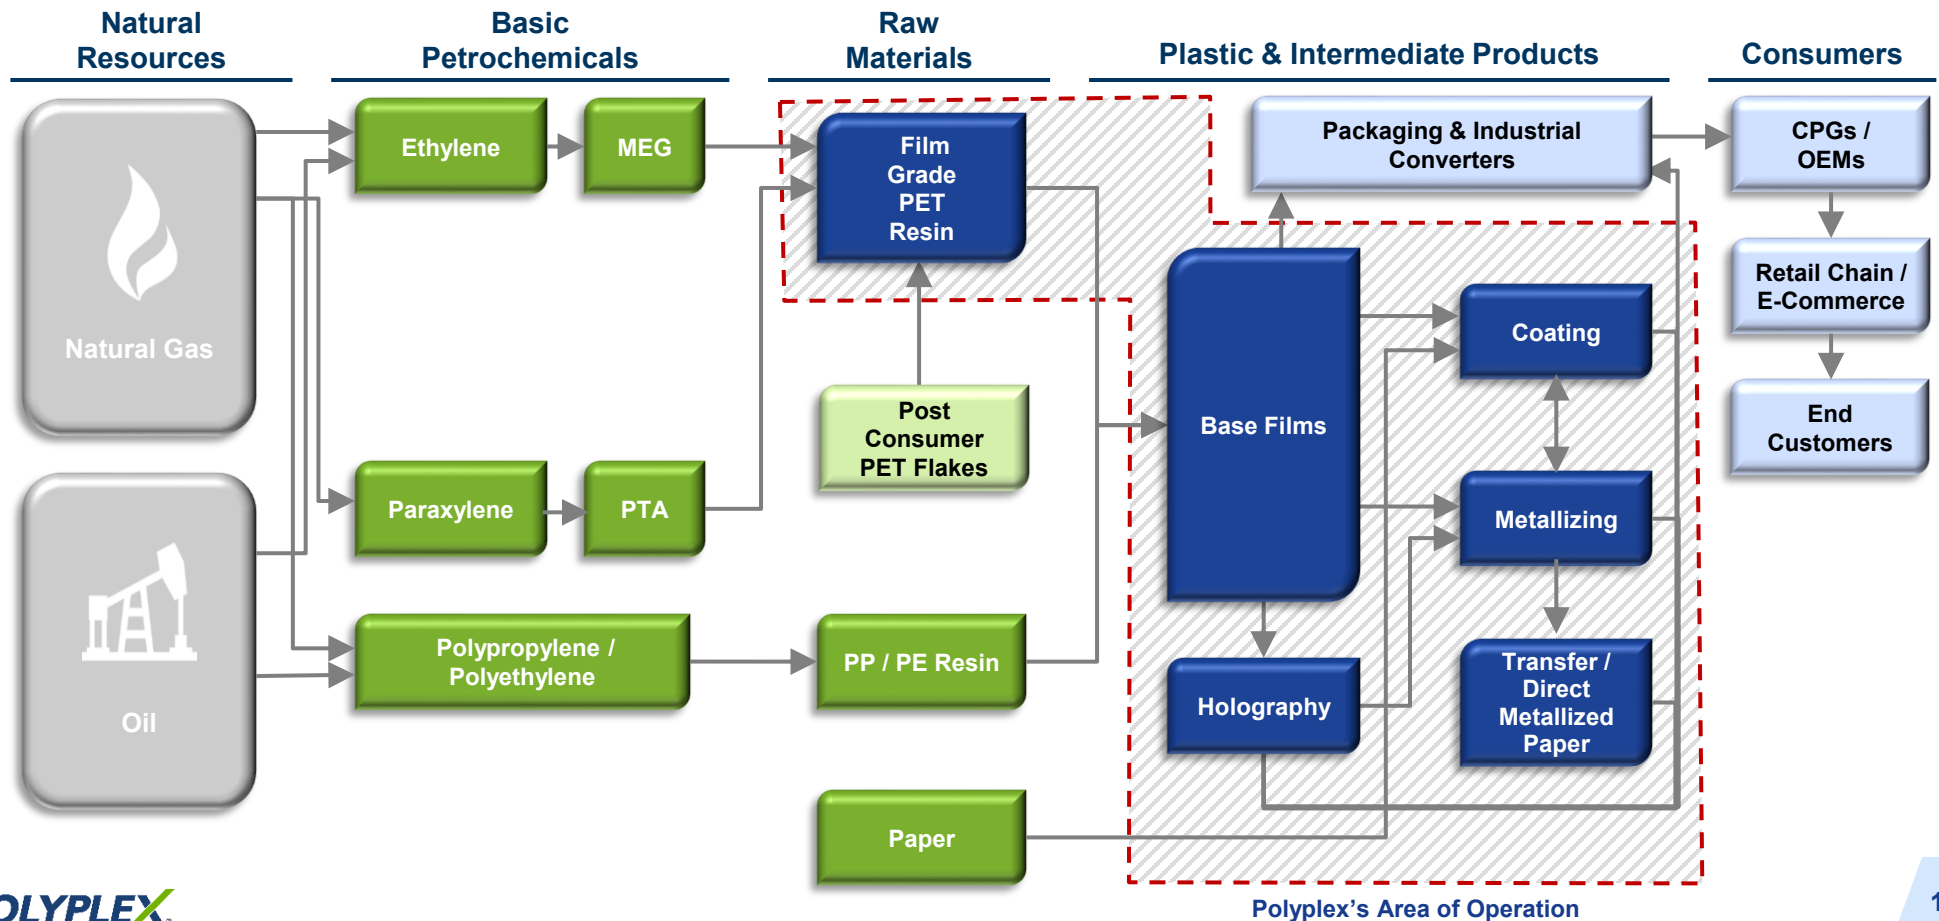 Natural
Resources
Basic
Petrochemicals
Raw
Materials
Plastic & Intermediate Products
Consumers
Natural Gas
Oil
Ethylene
MEG
Paraxylene
PTA
Polypropylene /
Polyethylene
Film
Grade
PET
Resin
Post
Consumer
PET Flakes
PP / PE Resin
Paper
Packaging & Industrial
Converters
Base Films
Holography
Coating
Metallizing
Transfer /
Direct
Metallized
Paper
CPGs /
OEMs
Retail Chain /
E-Commerce
End
Customers
Polyplex's Area of Operation
POLYPLEX